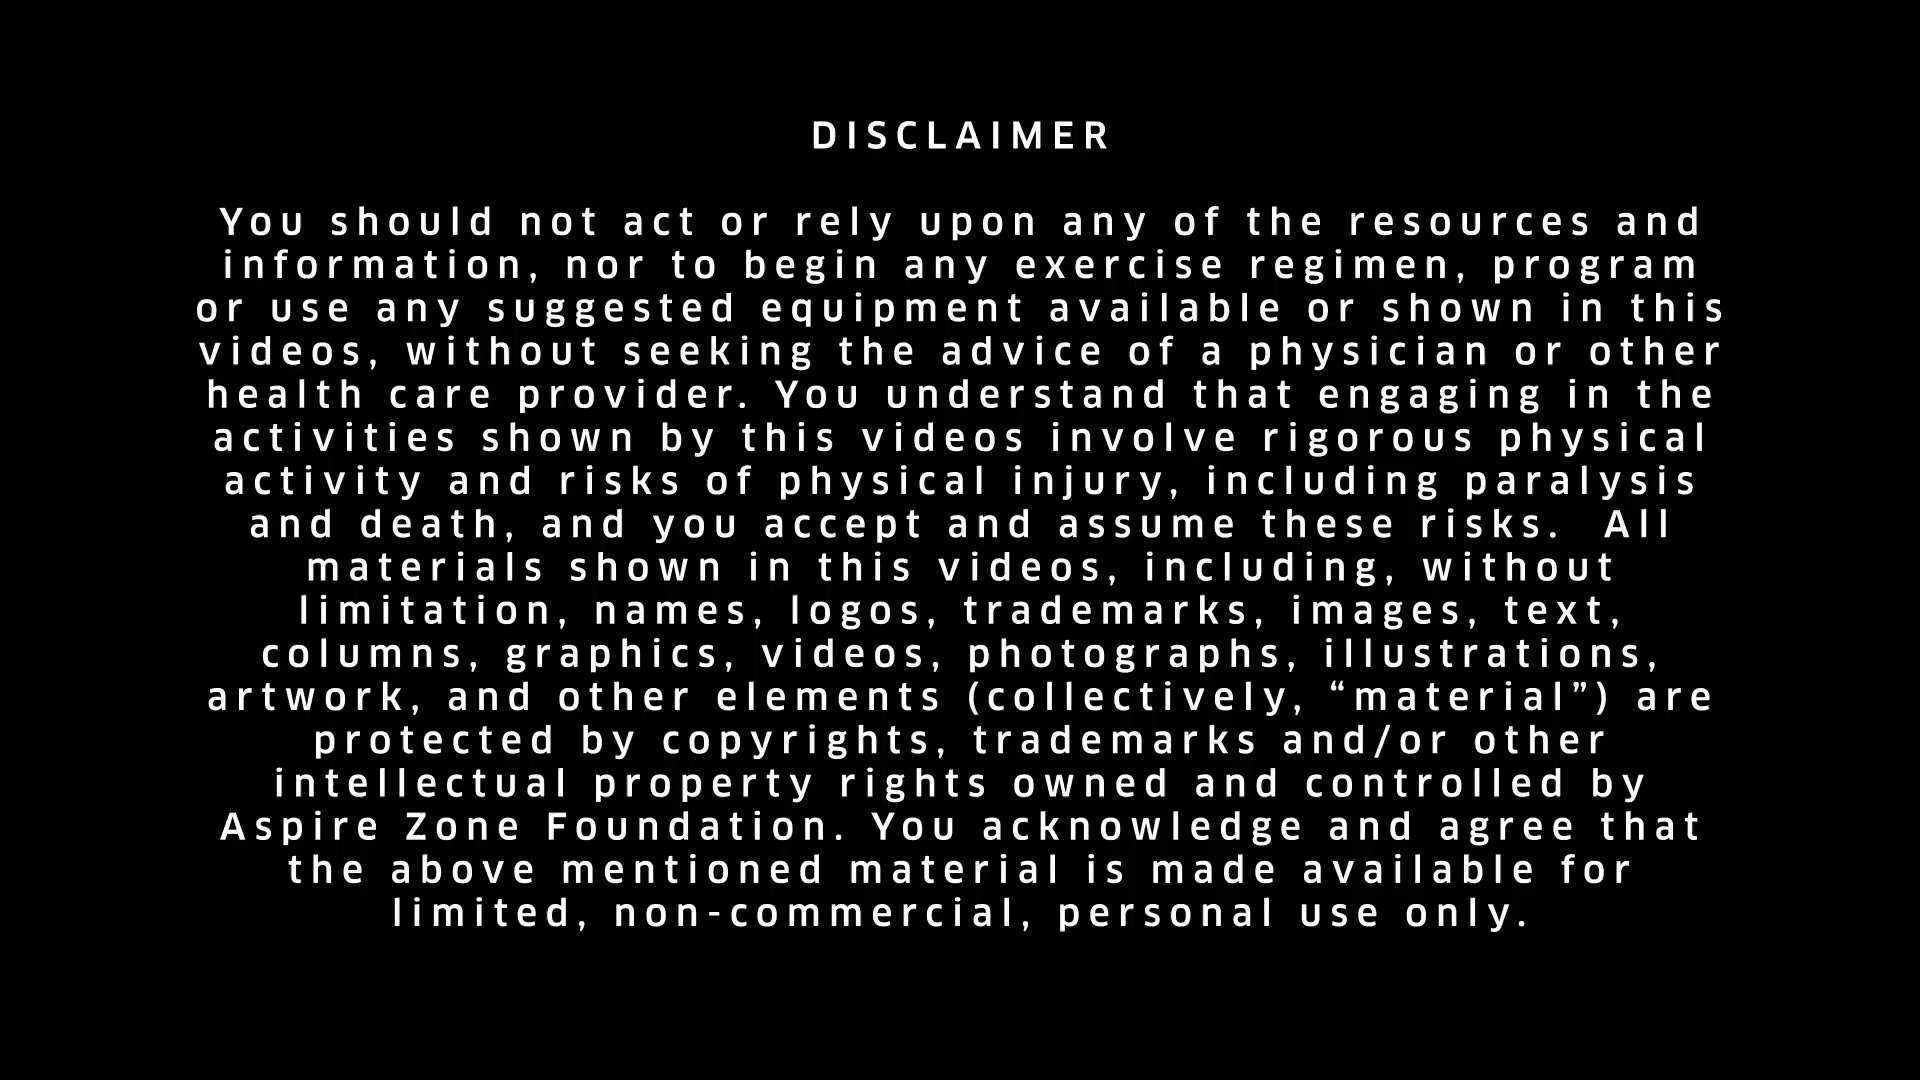 DISCLAIMER
You should not act or rely upon any of the resources and
information, nor to begin any exercise regimen, program
or use any suggested equipment available or shown in this
videos, without seeking the advice of a physician or other
health care provider. You understand that engaging in the
activities shown by this videos involve rigorous physical
activity and risks of physical injury, including paralysis
and death, and you accept and assume these risks.  All
materials shown in this videos, including, without
limitation, names, logos, trademarks, images, text,
columns, graphics, videos, photographs, illustrations,
artwork, and other elements (collectively, “material”) are
protected by copyrights, trademarks and/or other
intellectual property rights owned and controlled by
Aspire Zone Foundation. You acknowledge and agree that
the above mentioned material is made available for
limited, non-commercial, personal use only.